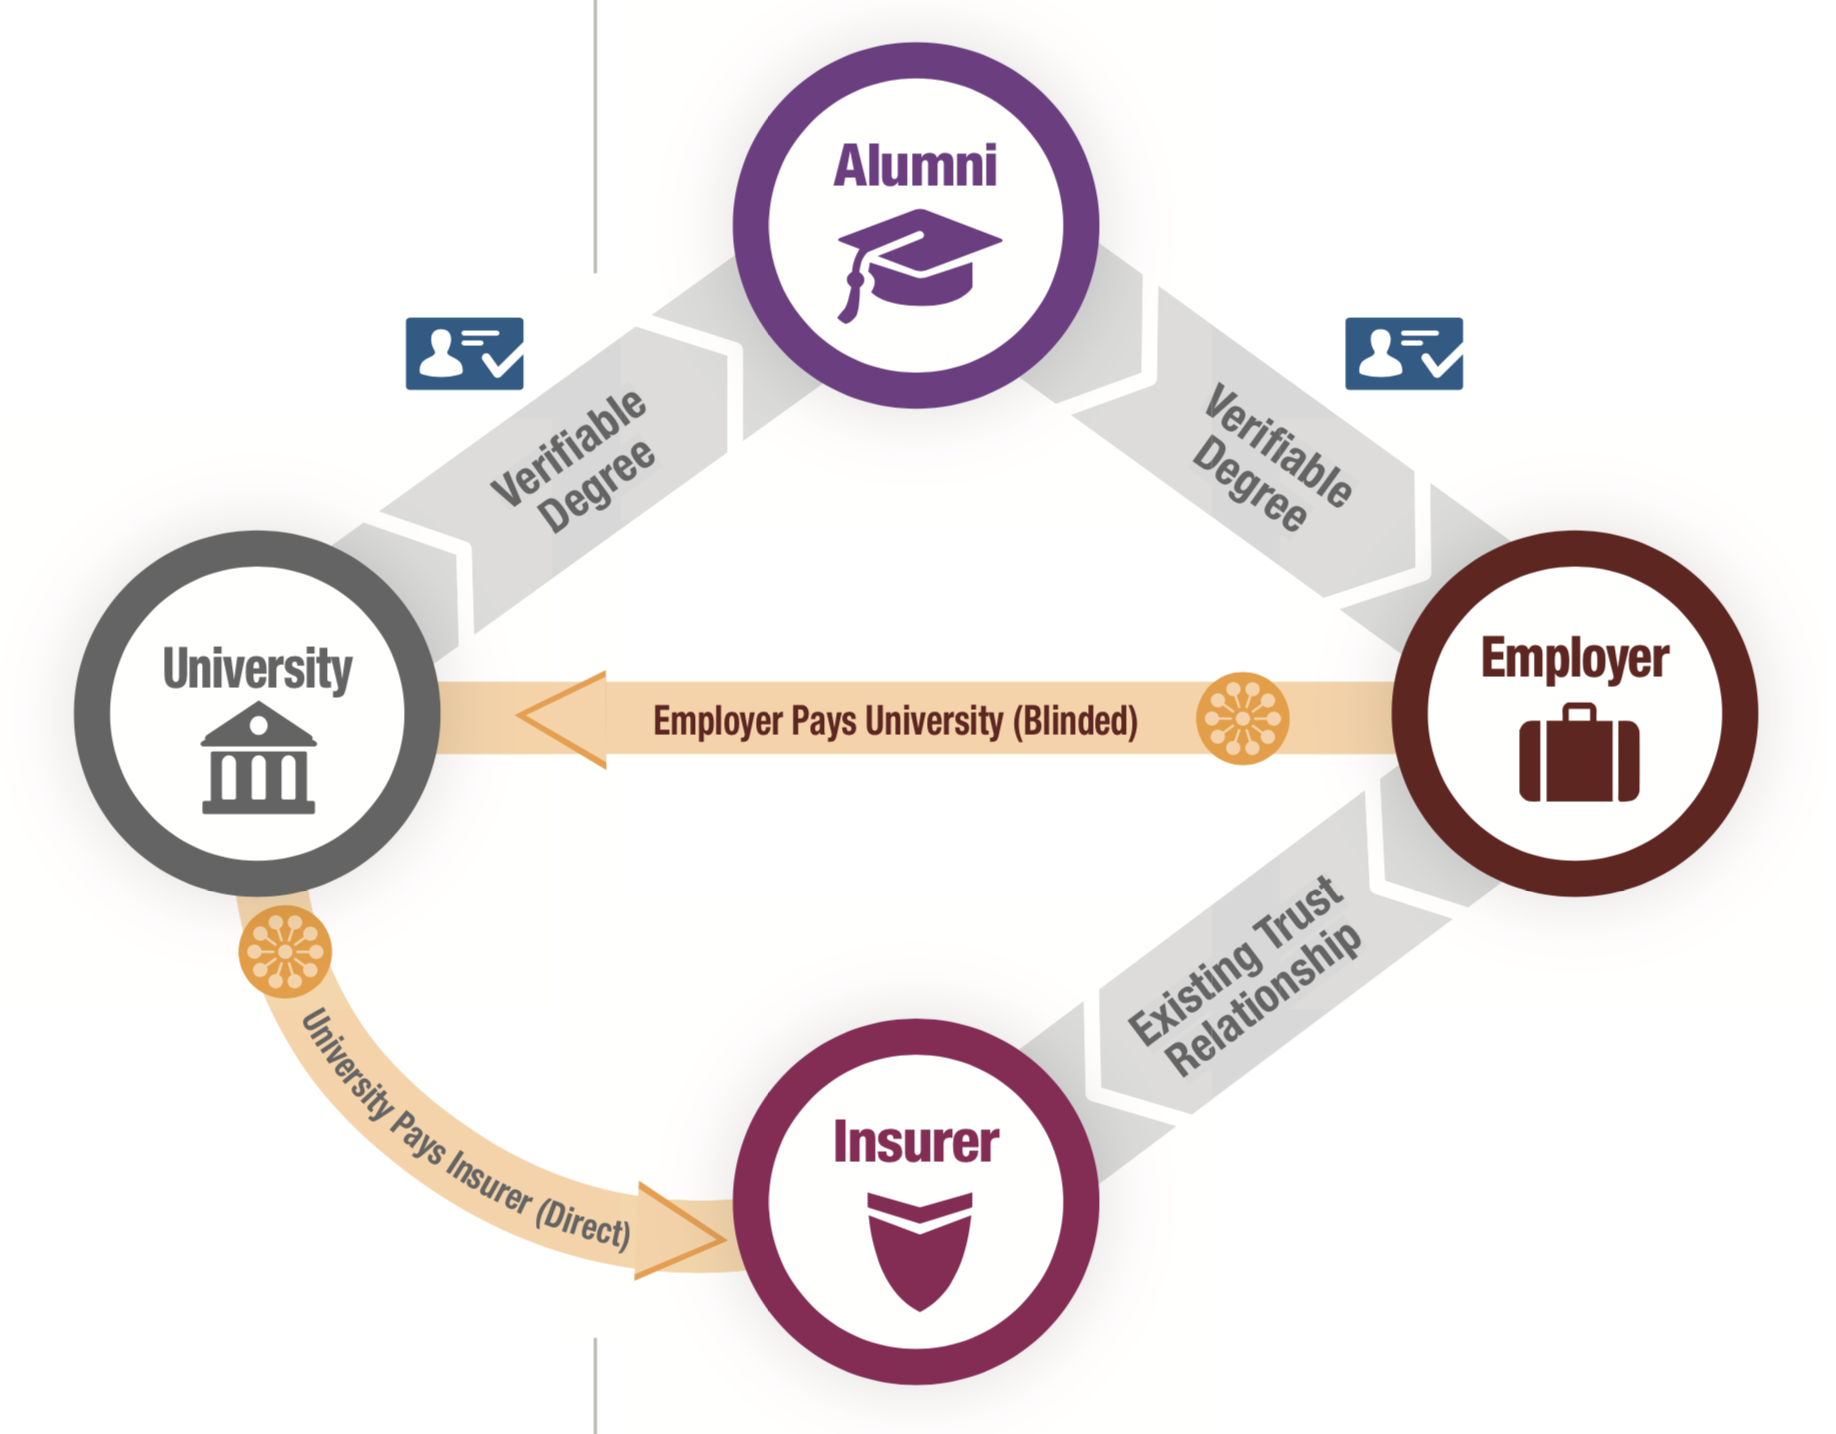 Alumni
Verifiable
Degree
Verifiable
Degree
University
Employer
Employer Pays University (Blinded)
Existing Trust
Relationship
University Pays Insurer (Direct)
Insurer